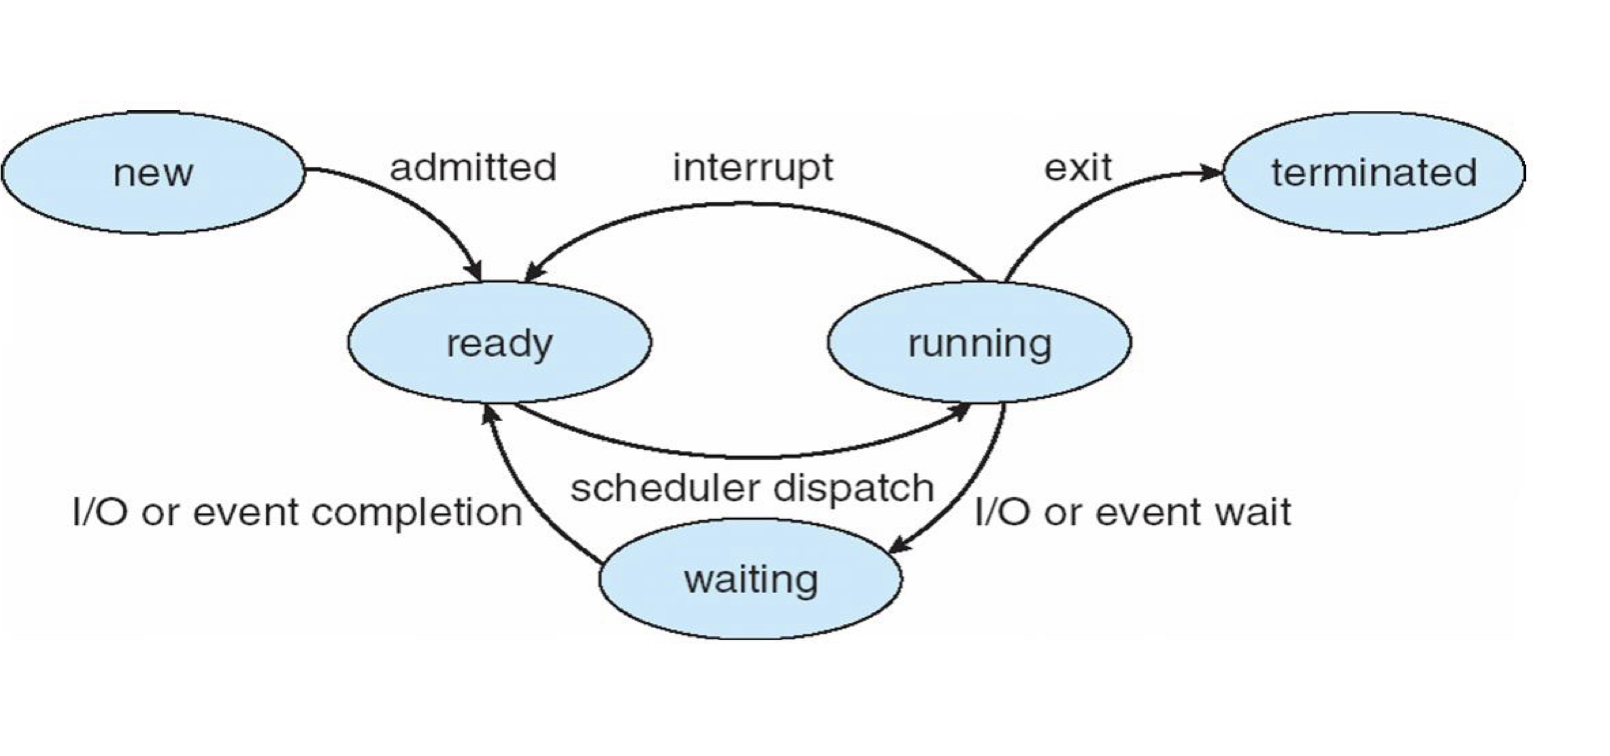 new
admitted
interrupt
exit
terminated
ready
running
scheduler dispatch
I/O or event completion
I/O or event wait
waiting